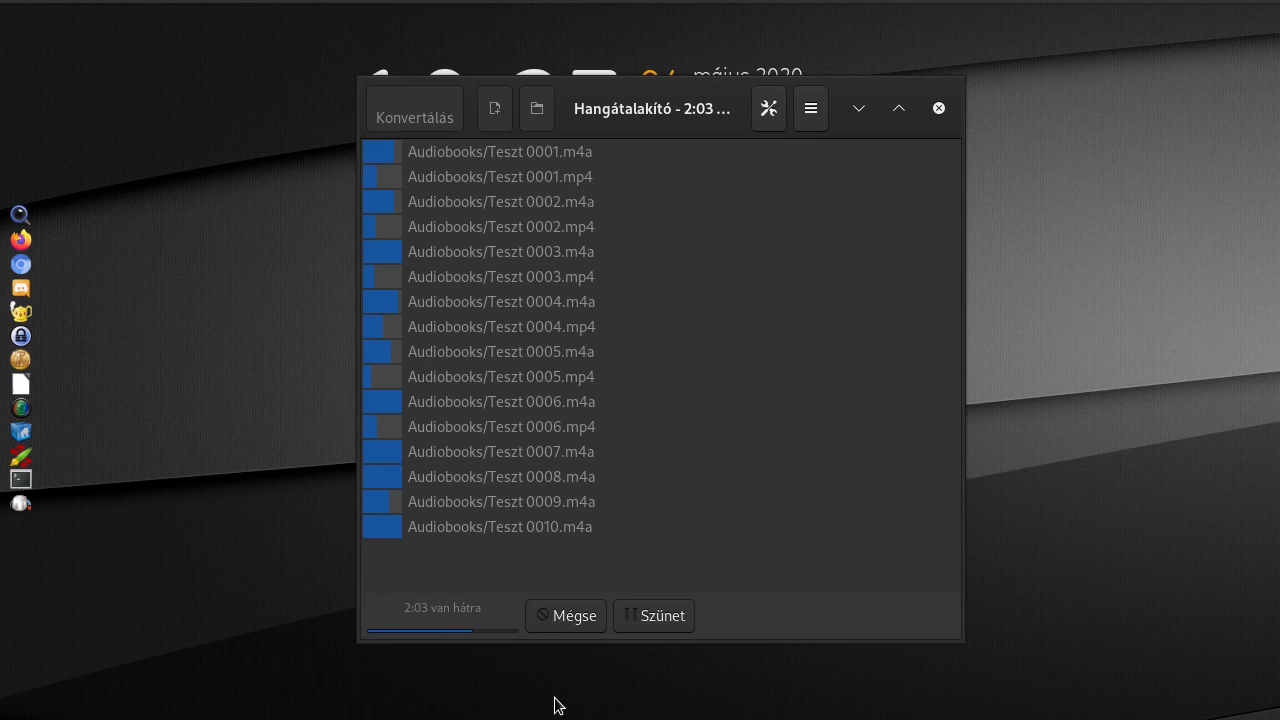 május 2020
Konvertálás
Hangátalakító - 2:03 ...
Audiobooks/Teszt 0001.m4a
Audiobooks/Teszt 0001.mp4
Audiobooks/Teszt 0002.m4a
Audiobooks/Teszt 0002.mp4
Audiobooks/Teszt 0003.m4a
Audiobooks/Teszt 0003.mp4
Audiobooks/Teszt 0004.m4a
Audiobooks/Teszt 0004.mp4
Audiobooks/Teszt 0005.m4a
Audiobooks/Teszt 0005.mp4
Audiobooks/Teszt 0006.m4a
Audiobooks/Teszt 0006.mp4
Audiobooks/Teszt 0007.m4a
Audiobooks/Teszt 0008.m4a
Audiobooks/Teszt 0009.m4a
Audiobooks/Teszt 0010.m4a
2:03 van hátra
Mégse
Szünet